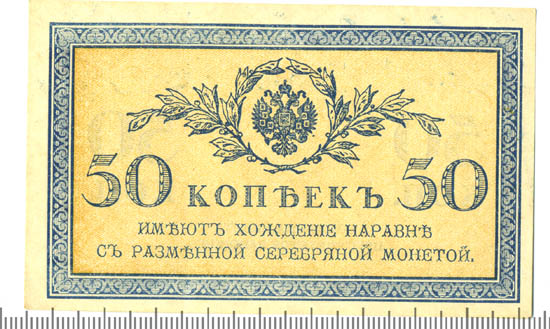 50 КОПѢЕКЪ 50
ИМѢЮТЪ ХОЖДЕНІЕ НАРАВНѢ
СЪ РАЗМѢННОЙ СЕРЕБРЯНОЙ МОНЕТОЙ.